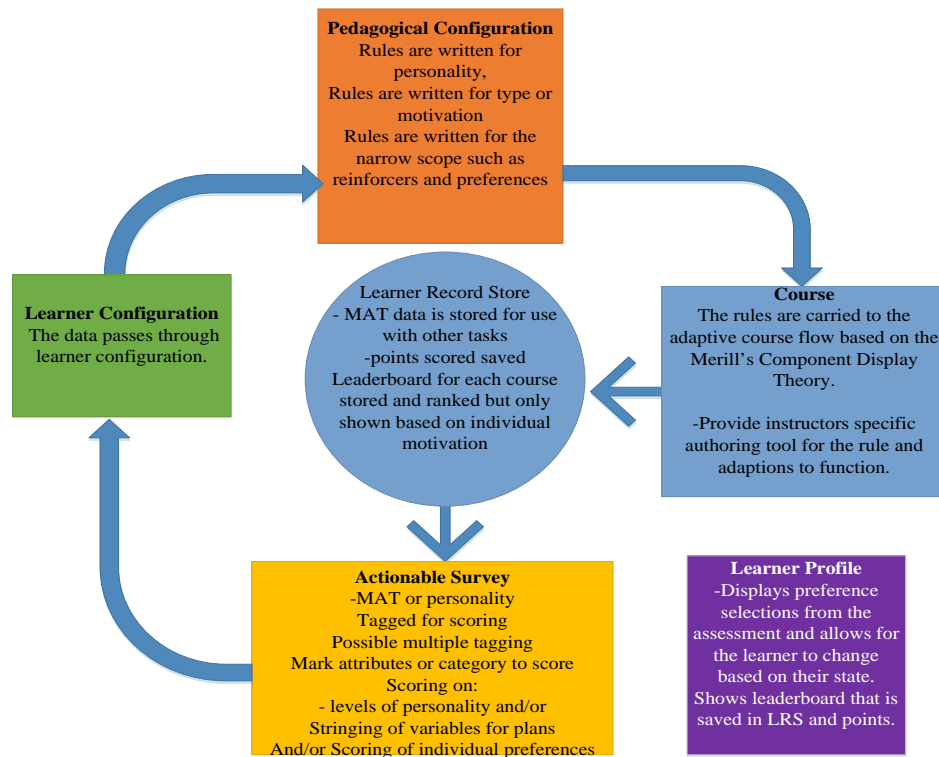 Pedagogical Configuration
Rules are written for
personality,
Rules are written for type or
motivation
Rules are written for the
narrow scope such as
reinforcers and preferences
Learner Configuration
The data passes through
learner configuration.
Learner Record Store
- MAT data is stored for use
with other tasks
-points scored saved
Leaderboard for each course
stored and ranked but only
shown based on individual
motivation
Course
The rules are carried to the
adaptive course flow based on the
Merill's Component Display
Theory.
-Provide instructors specific
authoring tool for the rule and
adaptions to function.
Actionable Survey
-MAT or personality
Tagged for scoring
Possible multiple tagging
Mark attributes or category to score
Scoring on:
- levels of personality and/or
Stringing of variables for plans
And/or Scoring of individual preferences
Learner Profile
-Displays preference
selections from the
assessment and allows for
the learner to change
based on their state.
Shows leaderboard that is
saved in LRS and points.